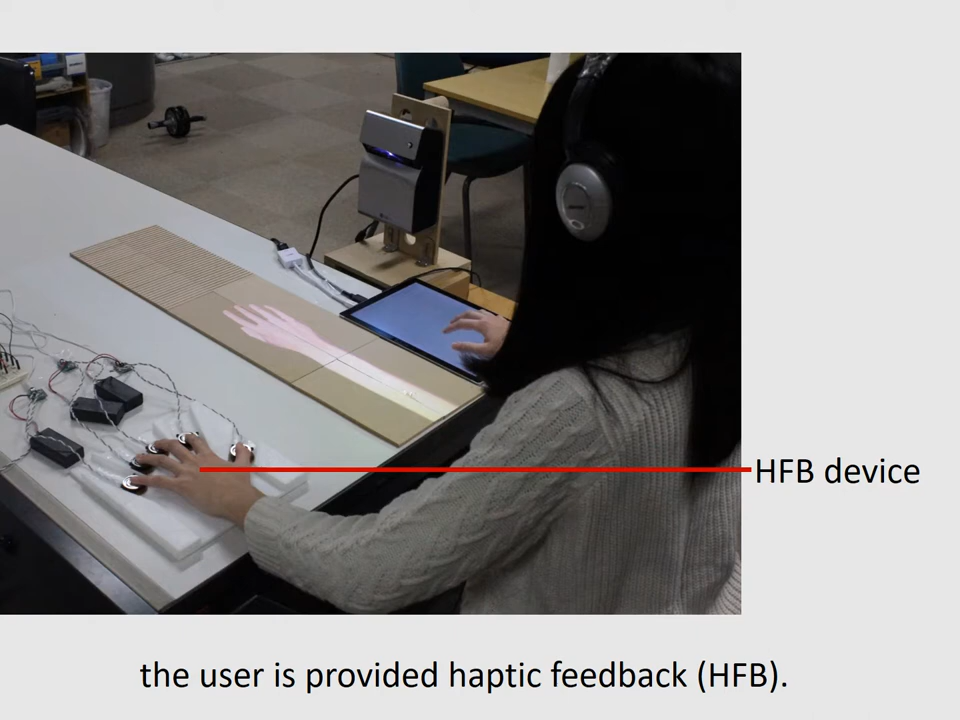 HFB device
the user is provided haptic feedback (HFB).